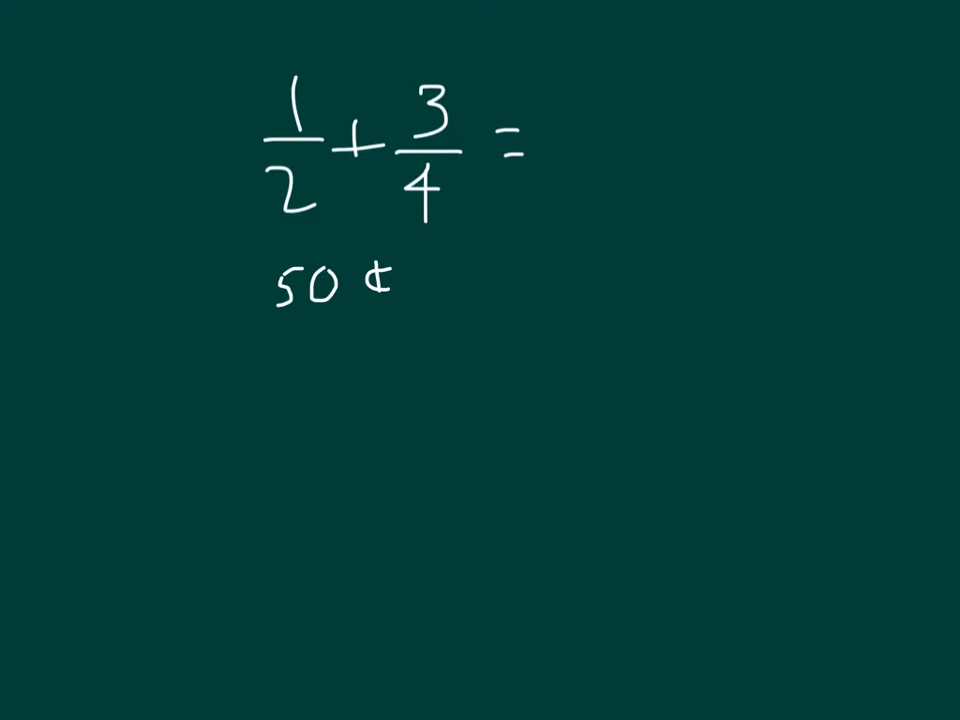 1/2 + 3/4 =
50 ¢